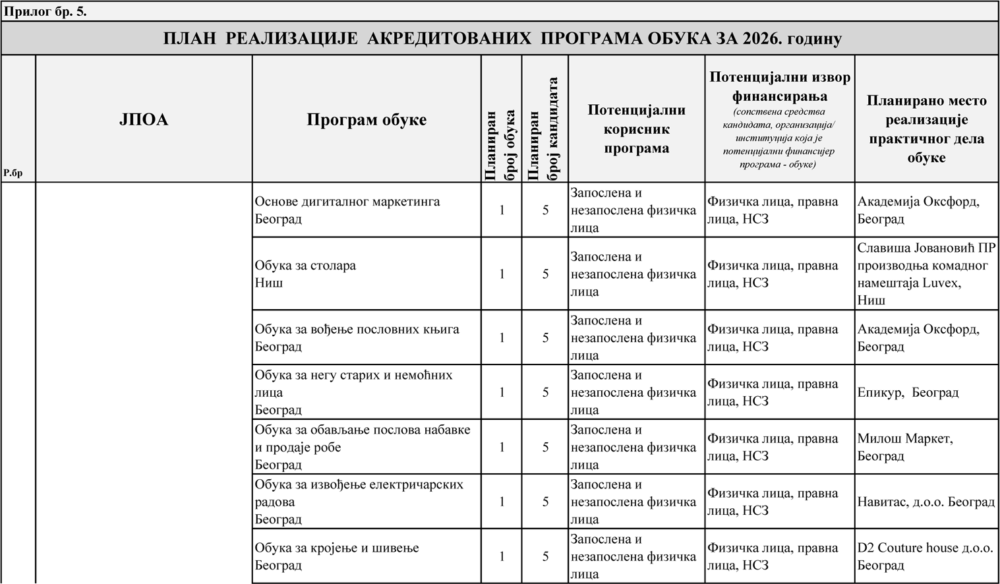 Прилог бр. 5.
ПЛАН РЕАЛИЗАЦИЈЕ АКРЕДИТОВАНИХ ПРОГРАМА ОБУКА ЗА 2026. годину
Р.бр
ЈПОА
Програм обуке
Планиран
број обука
Планиран
број кандидата
Потенцијални
корисник
програма
Потенцијални извор
финансирања
(сопствена средства
кандидата, организација/
институција која је
потенцијални финансијер
програма - обуке)
Планирано место
реализације
практичног дела
обуке
Основе дигиталног маркетинга
Београд
1
5
Запослена и
незапослена физичка
лица
Физичка лица, правна
лица, НСЗ
Академија Оксфорд,
Београд
Обука за столара
Ниш
1
5
Запослена и
незапослена физичка
лица
Физичка лица, правна
лица, НСЗ
Славиша Јовановић ПР
производња комадног
намештаја Luvex,
Ниш
Обука за вођење пословних књига
Београд
1
5
Запослена и
незапослена физичка
лица
Физичка лица, правна
лица, НСЗ
Академија Оксфорд,
Београд
Обука за негу старих и немоћних
лица
Београд
1
5
Запослена и
незапослена физичка
лица
Физичка лица, правна
лица, НСЗ
Епикур, Београд
Обука за обављање послова набавке
и продаје робе
Београд
1
5
Запослена и
незапослена физичка
лица
Физичка лица, правна
лица, НСЗ
Милош Маркет,
Београд
Обука за извођење електричарских
радова
Београд
1
5
Запослена и
незапослена физичка
лица
Физичка лица, правна
лица, НСЗ
Навитас, д.о.о. Београд
Обука за кројење и шивење
Београд
1
5
Запослена и
незапослена физичка
лица
Физичка лица, правна
лица, НСЗ
D2 Couture house д.о.о.
Београд